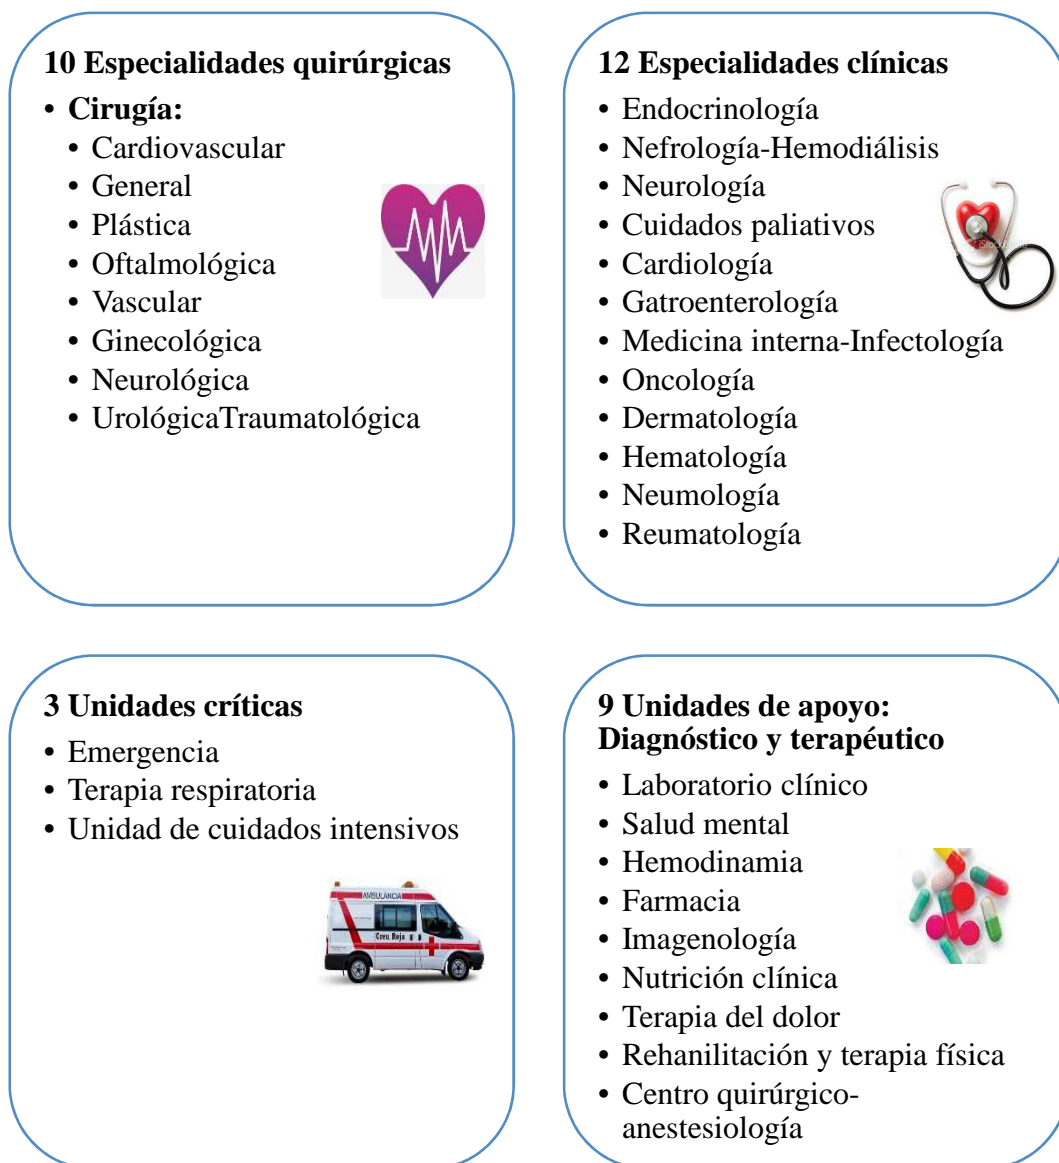 10 Especialidades quirúrgicas
• Cirugía:
• Cardiovascular
• General
• Plástica
• Oftalmológica
• Vascular
• Ginecológica
• Neurológica
• UrológicaTraumatológica
12 Especialidades clínicas
• Endocrinología
• Nefrología-Hemodiálisis
• Neurología
• Cuidados paliativos
• Cardiología
• Gatroenterología
• Medicina interna-Infectología
• Oncología
• Dermatología
• Hematología
• Neumología
• Reumatología
3 Unidades críticas
• Emergencia
• Terapia respiratoria
• Unidad de cuidados intensivos
AMBULANCIA
Creu Roja
9 Unidades de apoyo:
Diagnóstico y terapéutico
• Laboratorio clínico
• Salud mental
• Hemodinamia
• Farmacia
• Imagenología
• Nutrición clínica
• Terapia del dolor
• Rehanilitación y terapia física
• Centro quirúrgico-
anestesiología